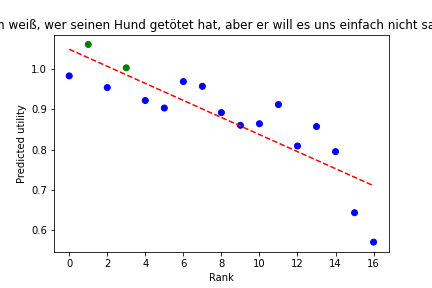 weiß, wer seinen Hund getötet hat, aber er will es uns einfach nicht
1.0
0.9
0.8
0.7
0.6
Predicted utility
0 2 4 6 8 10 12 14 16
Rank